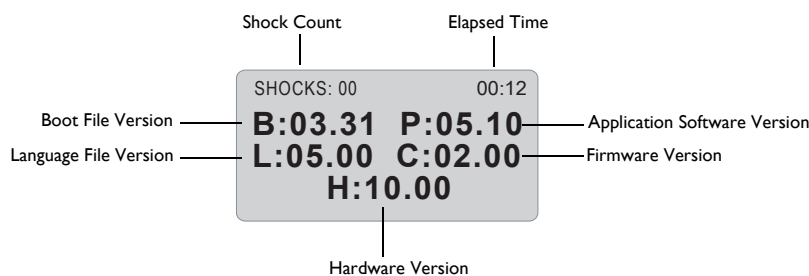 Shock Count Elapsed Time
SHOCKS: 00 00:12
Boot File Version B:03.31 P:05.10 Application Software Version
Language File Version L:05.00 C:02.00 Firmware Version
H:10.00
Hardware Version